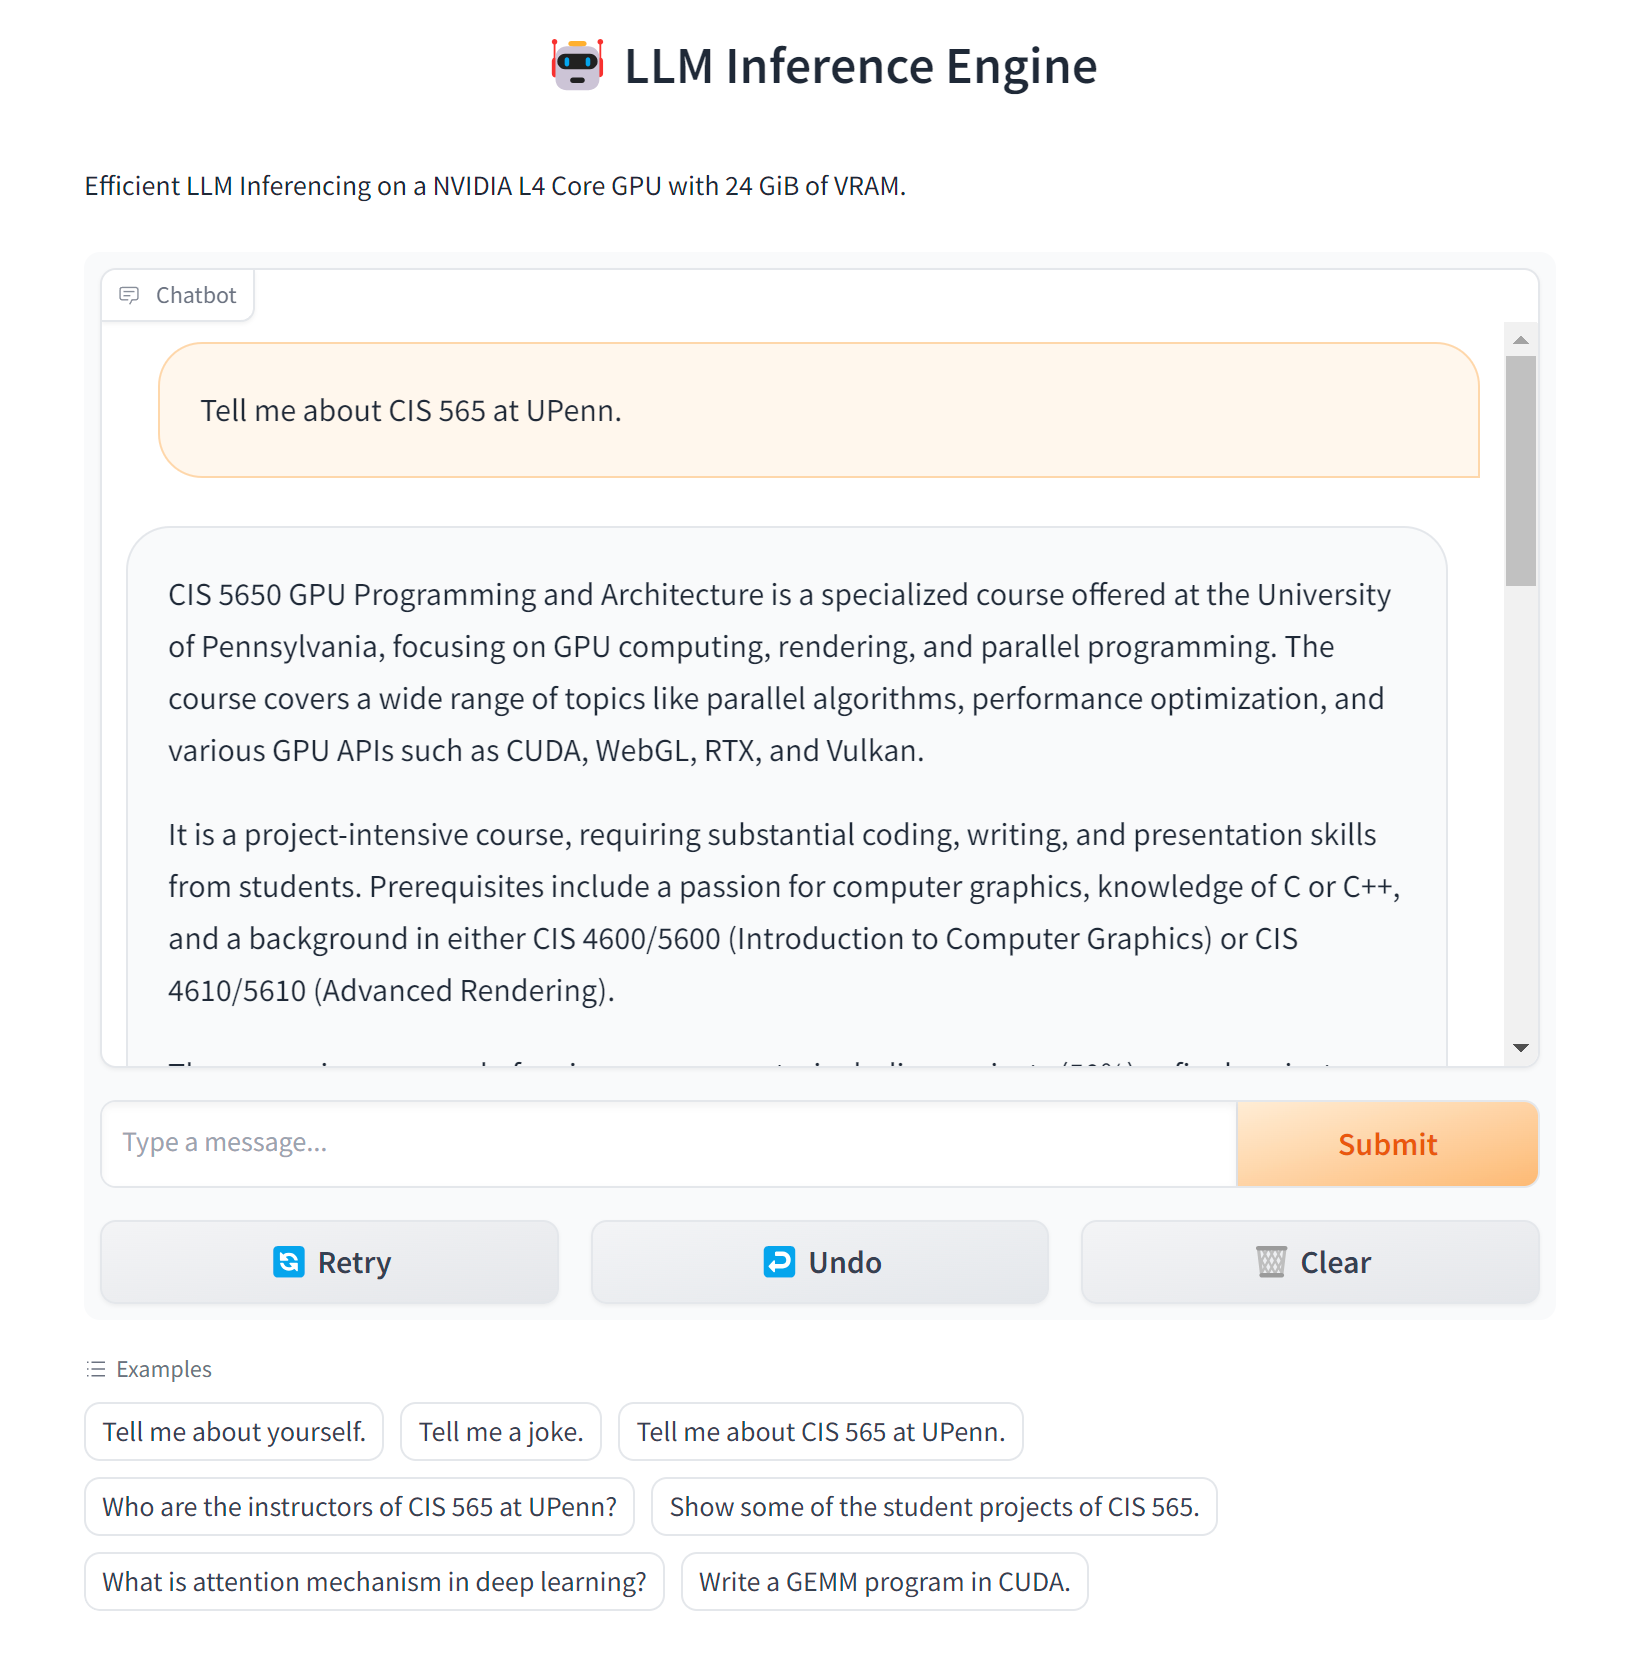 LLM Inference Engine
Efficient LLM Inferencing on a NVIDIA L4 Core GPU with 24 GiB of VRAM.
Chatbot
Tell me about CIS 565 at UPenn.
CIS 5650 GPU Programming and Architecture is a specialized course offered at the University
of Pennsylvania, focusing on GPU computing, rendering, and parallel programming. The
course covers a wide range of topics like parallel algorithms, performance optimization, and
various GPU APIs such as CUDA, WebGL, RTX, and Vulkan.
It is a project-intensive course, requiring substantial coding, writing, and presentation skills
from students. Prerequisites include a passion for computer graphics, knowledge of C or C++,
and a background in either CIS 4600/5600 (Introduction to Computer Graphics) or CIS
4610/5610 (Advanced Rendering).
Type a message...
Submit
Retry
Undo
Clear
Examples
Tell me about yourself.
Tell me a joke.
Tell me about CIS 565 at UPenn.
Who are the instructors of CIS 565 at UPenn?
Show some of the student projects of CIS 565.
What is attention mechanism in deep learning?
Write a GEMM program in CUDA.